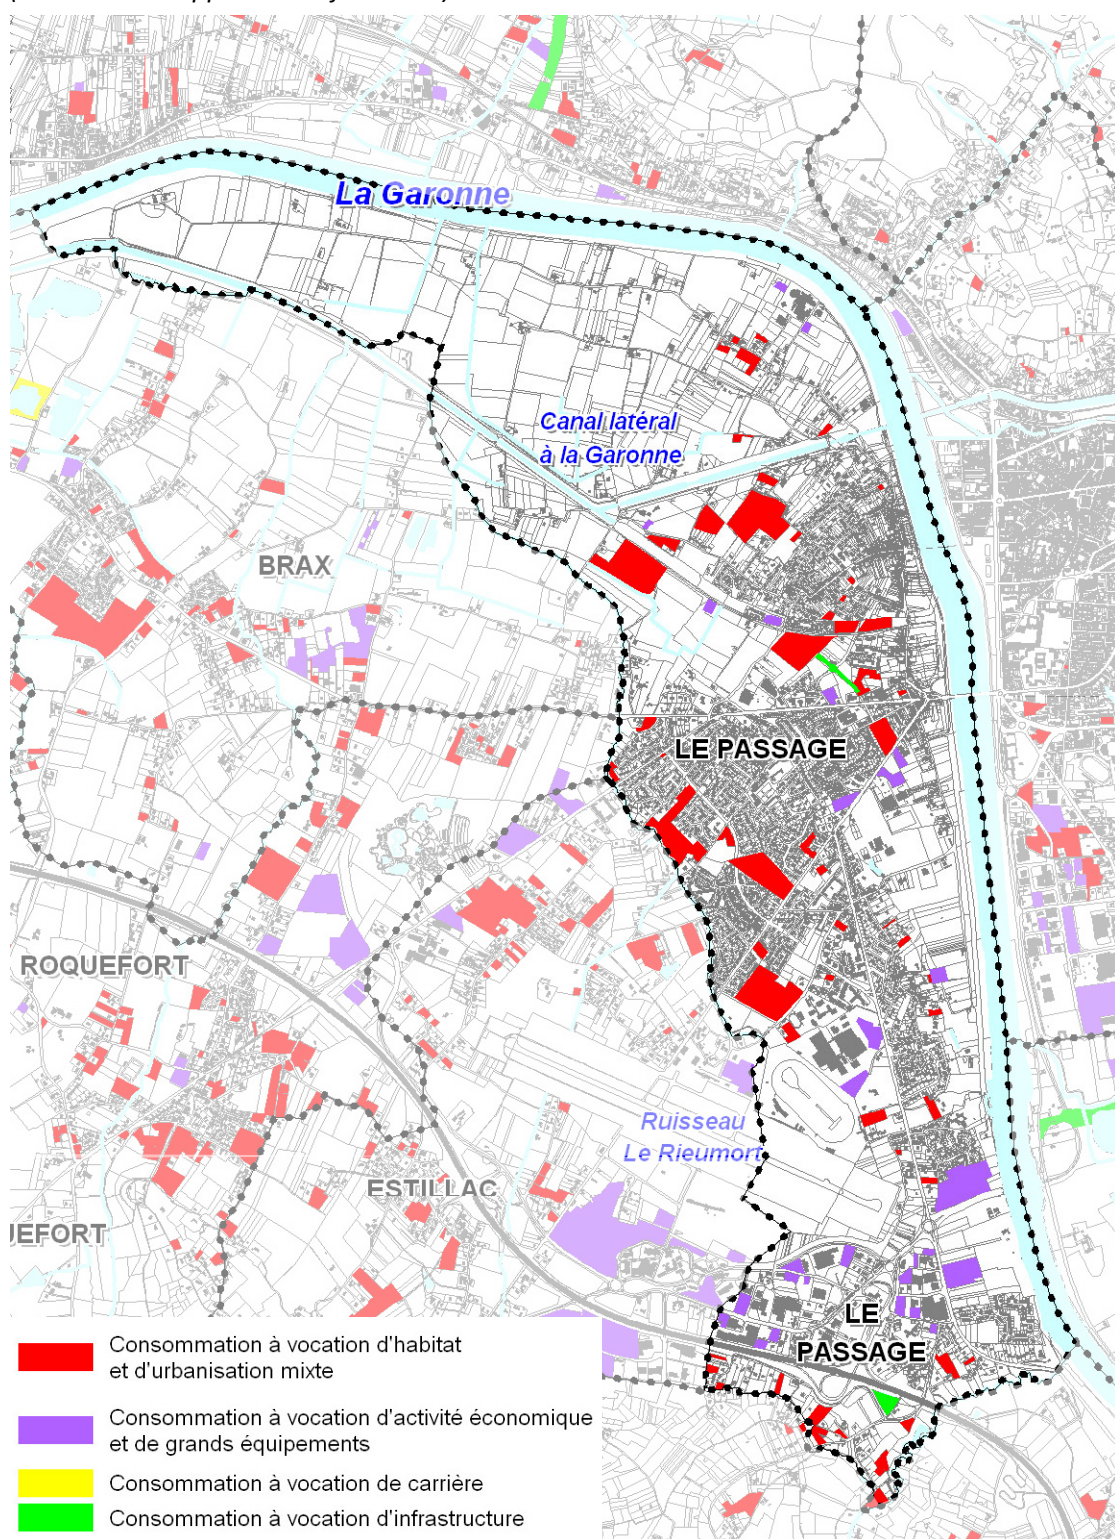 La Garonne
Canal latéral
à la Garonne
BRAX
LE PASSAGE
ROQUEFORT
Ruisseau
Le Rieumort
ESTILLAC
UEFORT
LE
PASSAGE
Consommation à vocation d'habitat
et d'urbanisation mixte
Consommation à vocation d'activité économique
et de grands équipements
Consommation à vocation de carrière
Consommation à vocation d'infrastructure